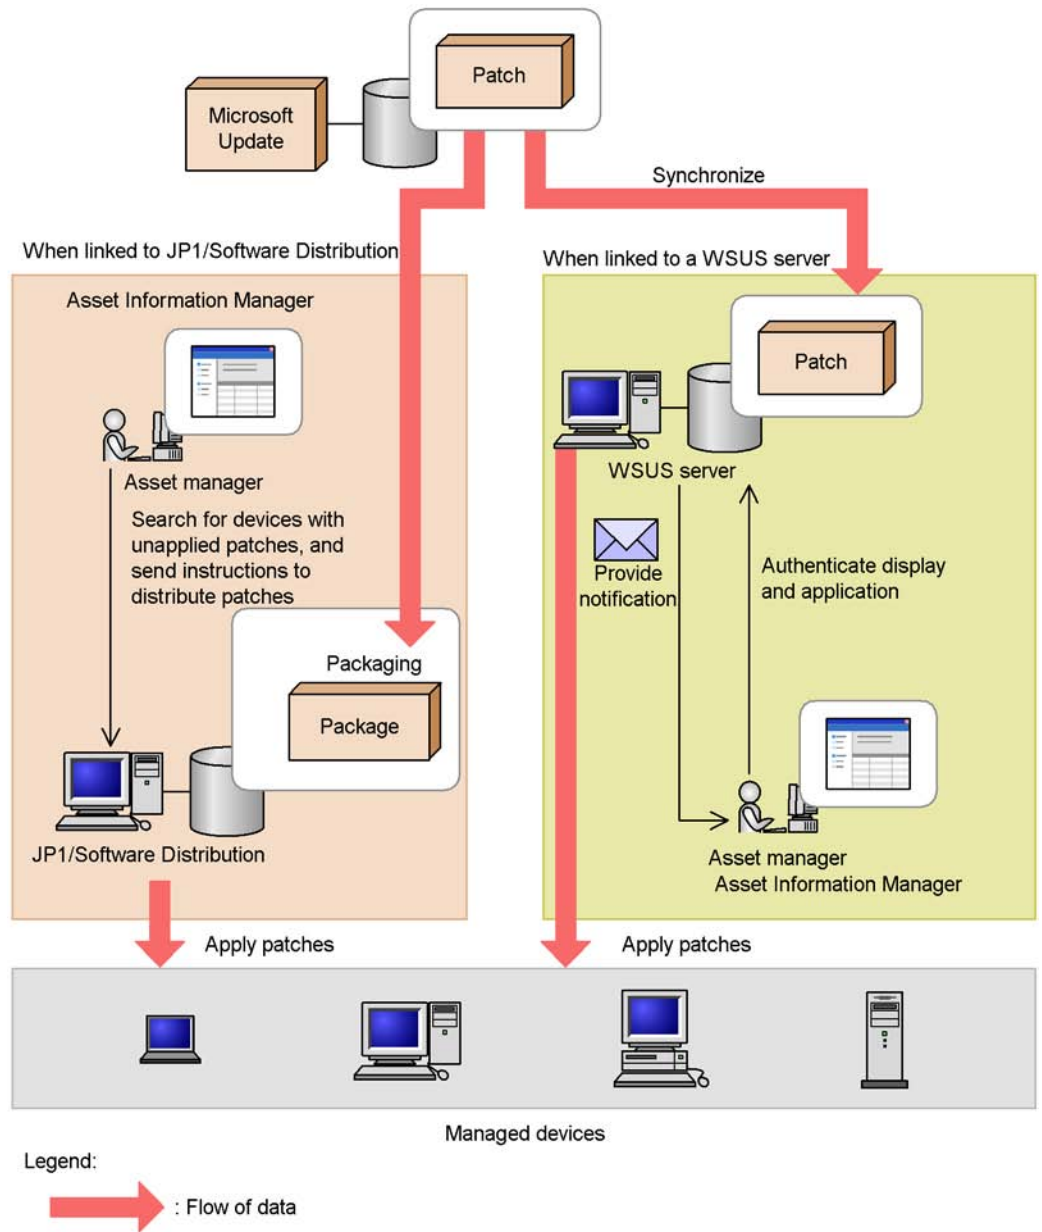 Patch
Microsoft
Update
Synchronize
When linked to JP1/Software Distribution
When linked to a WSUS server
Asset Information Manager
Patch
Asset manager
WSUS server
Search for devices with
unapplied patches, and
send instructions to
distribute patches
Provide
notification
Authenticate display
and application
Packaging
Package
JP1/Software Distribution
Asset manager
Asset Information Manager
Apply patches
Apply patches
Managed devices
Legend:
: Flow of data